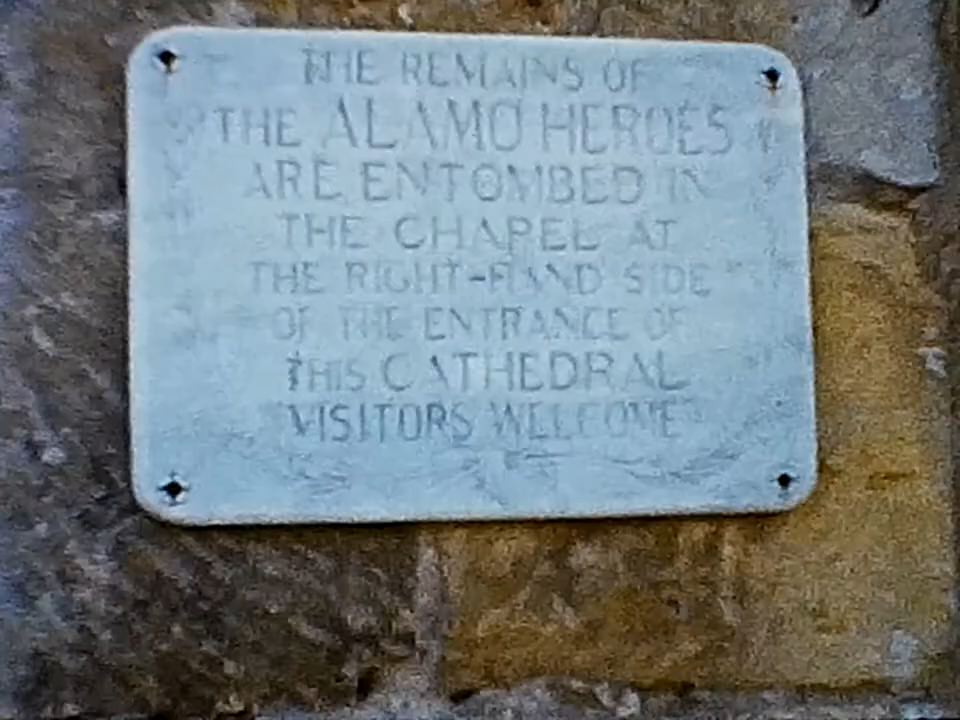 THE REMAINS OF
THE ALAMO HEROES
ARE ENTOMBED IN
THE CHAPEL AT
THE RIGHT-HAND SIDE
OF THE ENTRANCE OF
THIS CATHEDRAL
"VISITORS WELCOME"